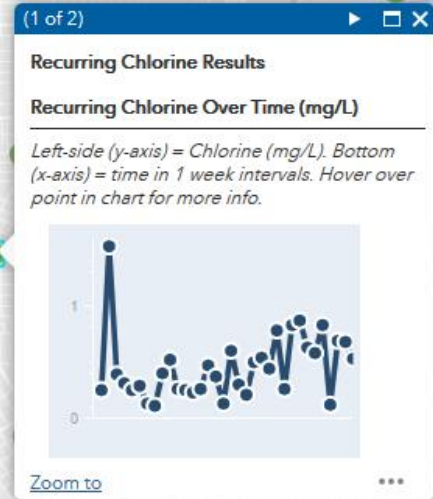 (1 of 2)
Recurring Chlorine Results
Recurring Chlorine Over Time (mg/L)
Left-side (y-axis) = Chlorine (mg/L). Bottom
(x-axis) = time in 1 week intervals. Hover over
point in chart for more info.
1
0
Zoom to